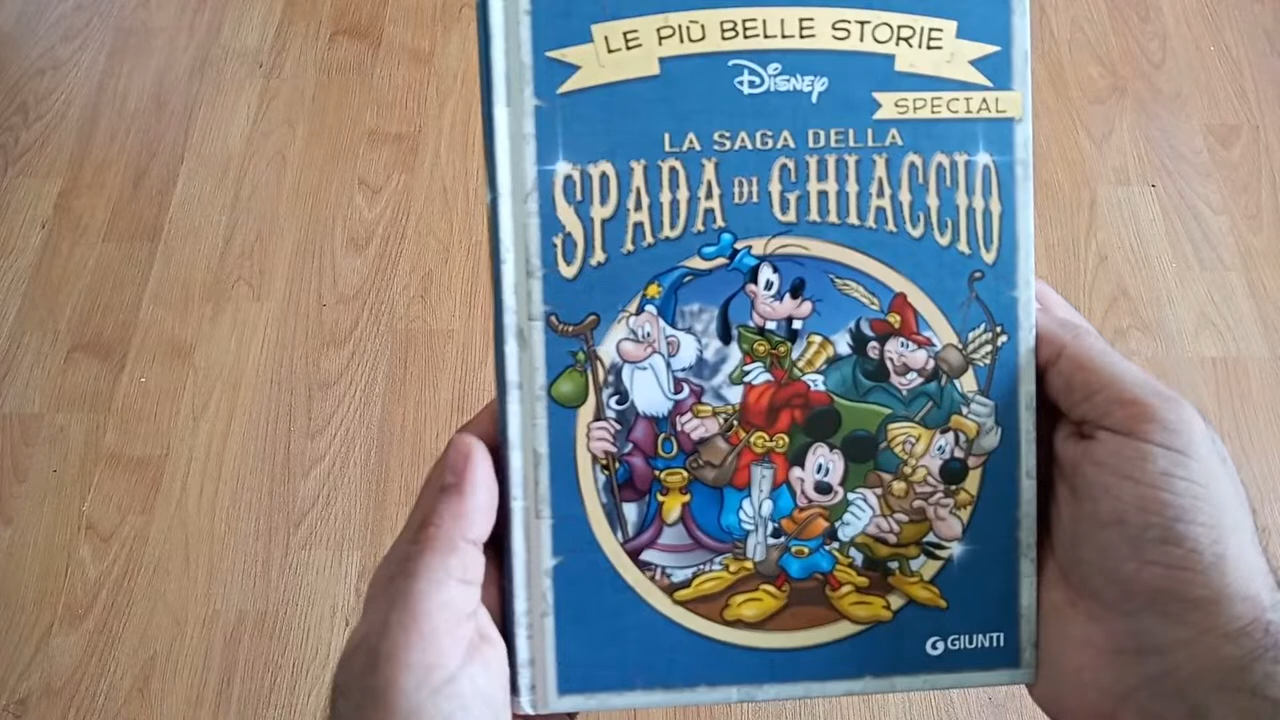 LE PIÙ BELLE STORIE
DISNEY
SPECIAL
LA SAGA DELLA
SPADA DI GHIACCIO
GIUNTI